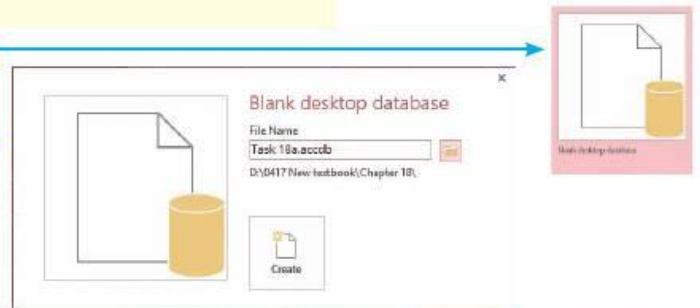 Blank desktop database
File Name
Task 18a.accdb
D:\0417 New textbook\Chapter 18\
Create
Blank desktop database